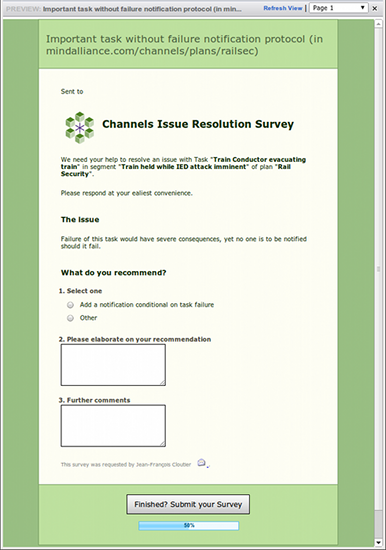 PREVIEW: Important task without failure notification protocol (in min... Refresh View | Page 1
Important task without failure notification protocol (in
mindalliance.com/channels/plans/railsec)
Sent to
Channels Issue Resolution Survey
We need your help to resolve an issue with Task "Train Conductor evacuating
train" in segment "Train held while IED attack imminent" of plan "Rail
Security".
Please respond at your ealiest convenience.
The issue
Failure of this task would have severe consequences, yet no one is to be notified
should it fail.
What do you recommend?
1. Select one
Add a notification conditional on task failure
Other
2. Please elaborate on your recommendation
3. Further comments
This survey was requested by Jean-François Cloutier
Finished? Submit your Survey
50%